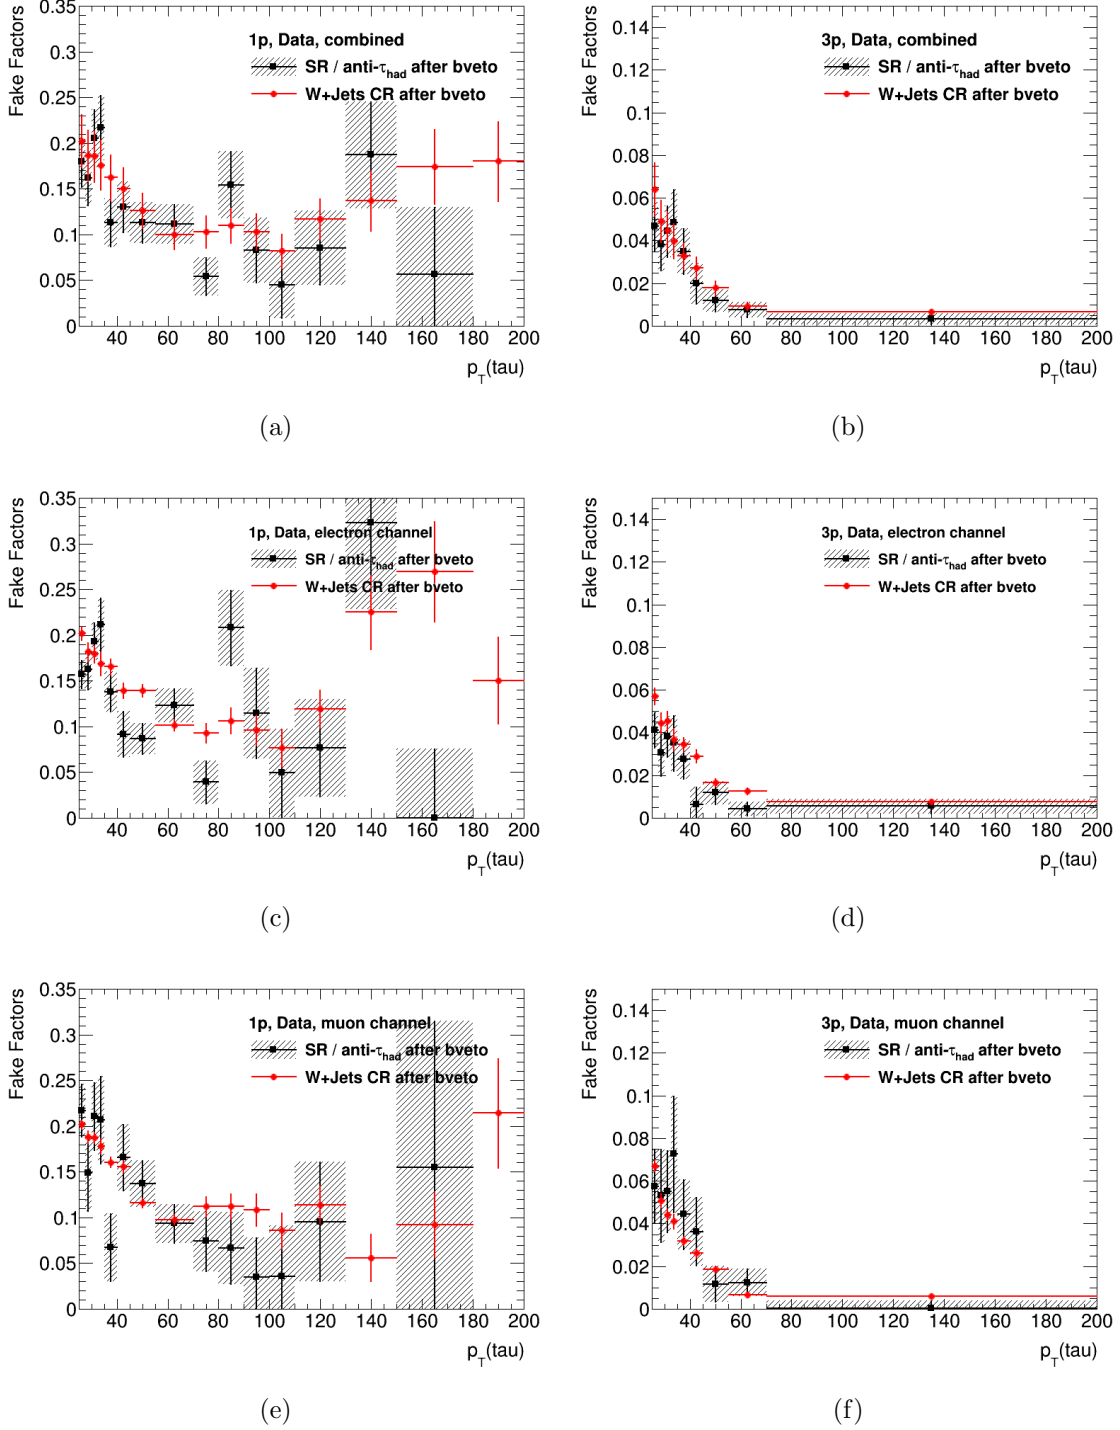 0.35
0.3
0.25
0.2
0.15
0.1
0.05
0
Fake Factors
1p, Data, combined
SR / anti-τhad after bveto
W+Jets CR after bveto
40 60 80 100 120 140 160 180 200
pT(tau)
(a)
0.14
0.12
0.1
0.08
0.06
0.04
0.02
0
Fake Factors
3p, Data, combined
SR / anti-τhad after bveto
W+Jets CR after bveto
40 60 80 100 120 140 160 180 200
pT(tau)
(b)
0.35
0.3
0.25
0.2
0.15
0.1
0.05
0
Fake Factors
1p, Data, electron channel
SR / anti-τhad after bveto
W+Jets CR after bveto
40 60 80 100 120 140 160 180 200
pT(tau)
(c)
0.14
0.12
0.1
0.08
0.06
0.04
0.02
0
Fake Factors
3p, Data, electron channel
SR / anti-τhad after bveto
W+Jets CR after bveto
40 60 80 100 120 140 160 180 200
pT(tau)
(d)
0.35
0.3
0.25
0.2
0.15
0.1
0.05
0
Fake Factors
1p, Data, muon channel
SR / anti-τhad after bveto
W+Jets CR after bveto
40 60 80 100 120 140 160 180 200
pT(tau)
(e)
0.14
0.12
0.1
0.08
0.06
0.04
0.02
0
Fake Factors
3p, Data, muon channel
SR / anti-τhad after bveto
W+Jets CR after bveto
40 60 80 100 120 140 160 180 200
pT(tau)
(f)